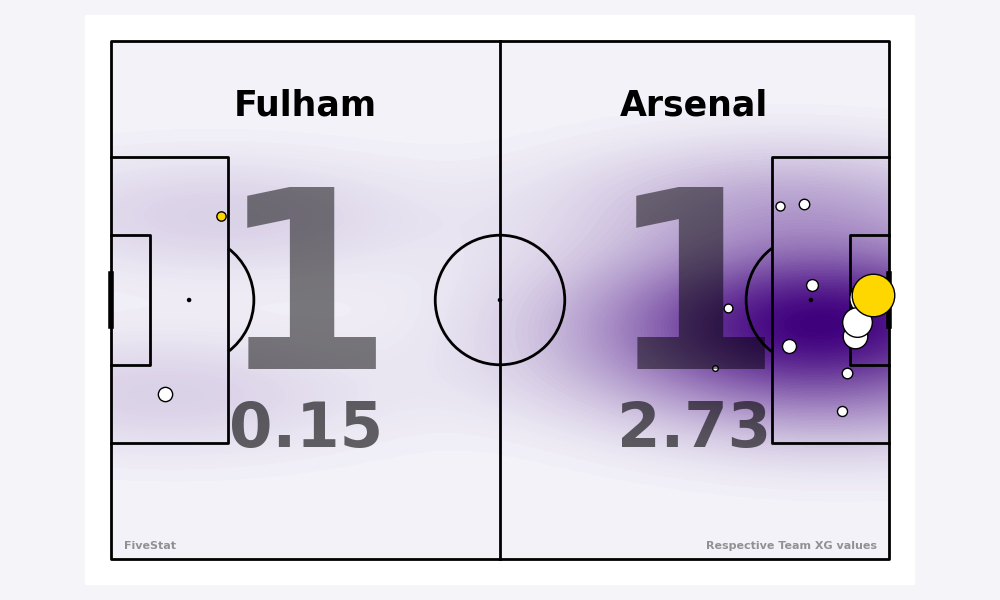 Fulham
Arsenal
1
1
0.15
2.73
FiveStat
Respective Team XG values